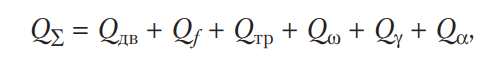 Q_Σ = Q_дв + Q_f + Q_тр + Q_ω + Q_γ + Q_α,